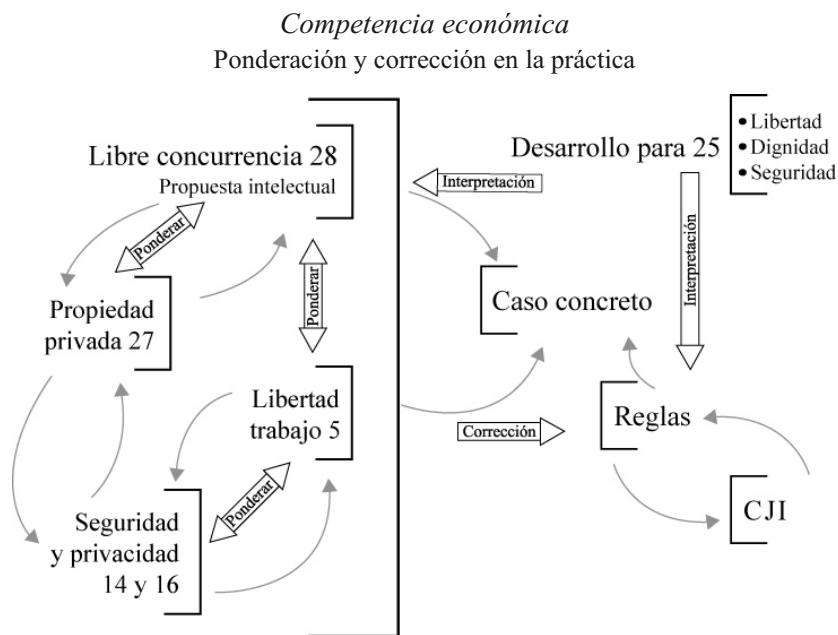 Competencia económica
Ponderación y corrección en la práctica
Libre concurrencia 28
Propuesta intelectual
Ponderar
Propiedad
privada 27
Ponderar
Libertad
trabajo 5
Ponderar
Seguridad
y privacidad
14 y 16
Interpretación
Desarrollo para 25
• Libertad
• Dignidad
• Seguridad
Interpretación
Caso concreto
Corrección
Reglas
CJI